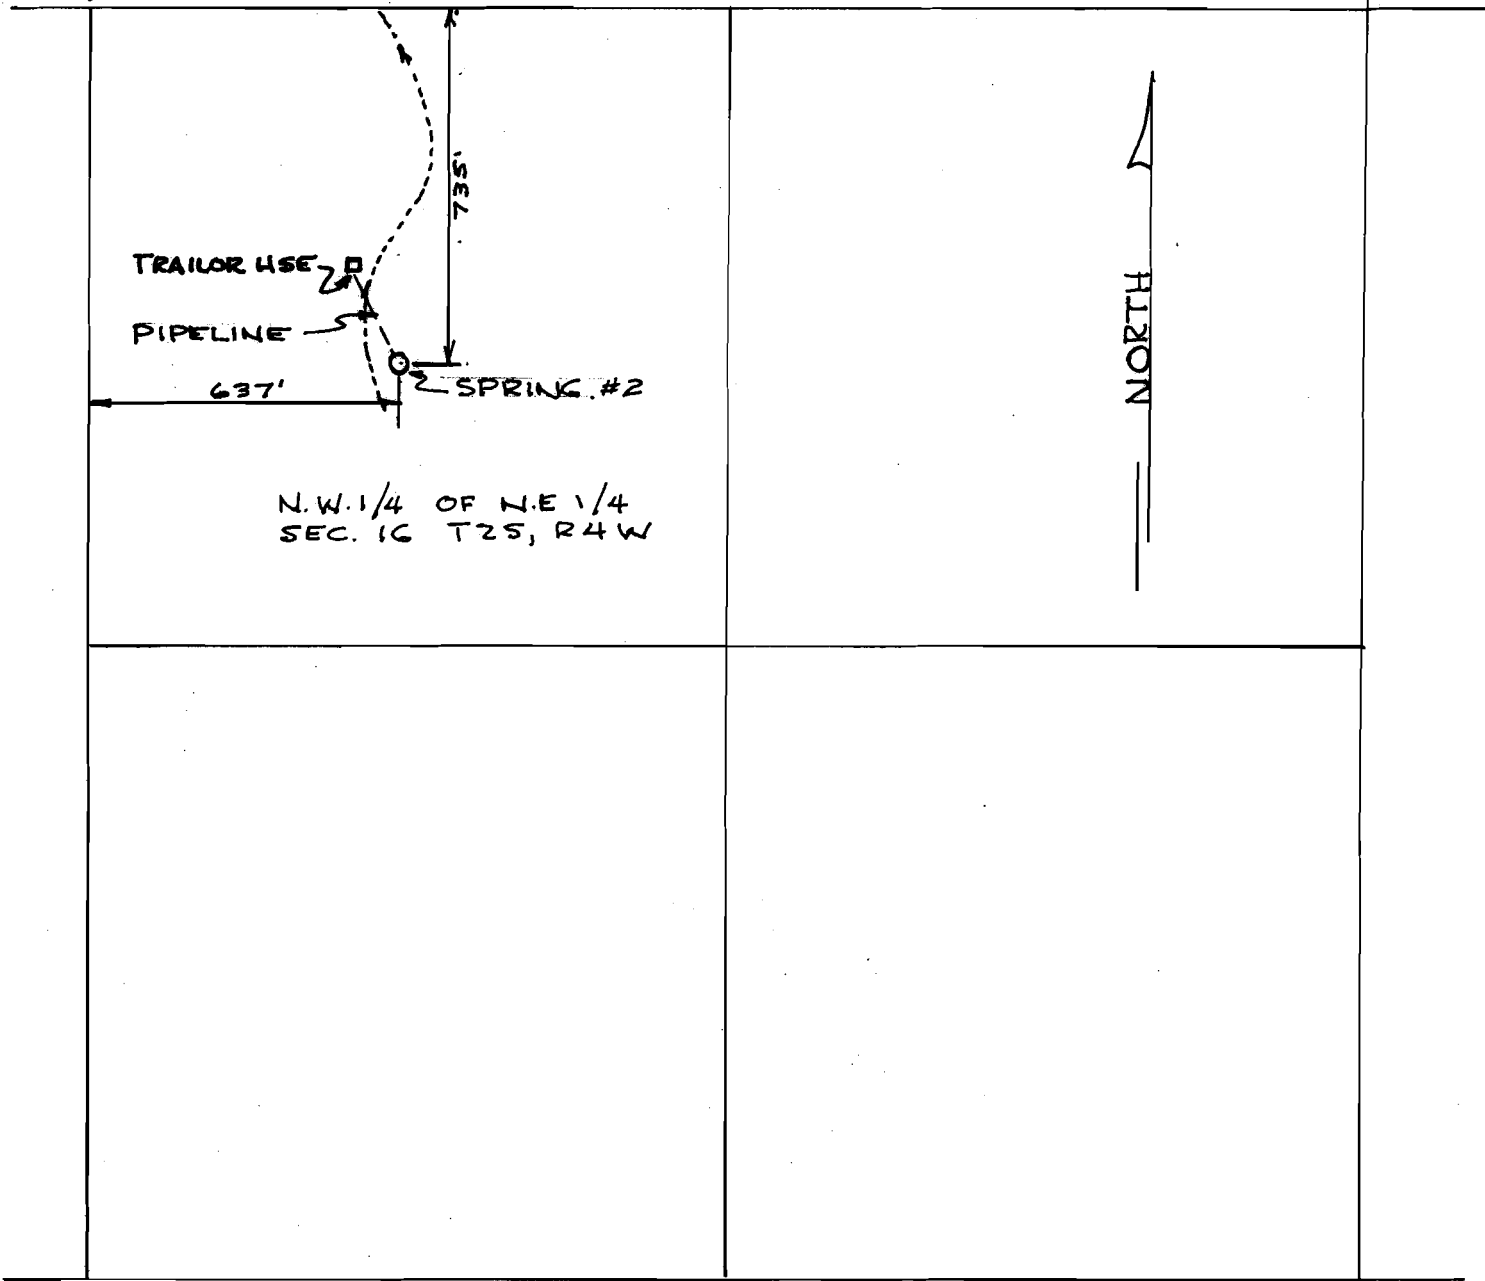 735'
TRAILOR HSE
PIPELINE
637'
SPRING #2
N.W. 1/4 OF N.E 1/4
SEC. 16 T2S, R4W
NORTH